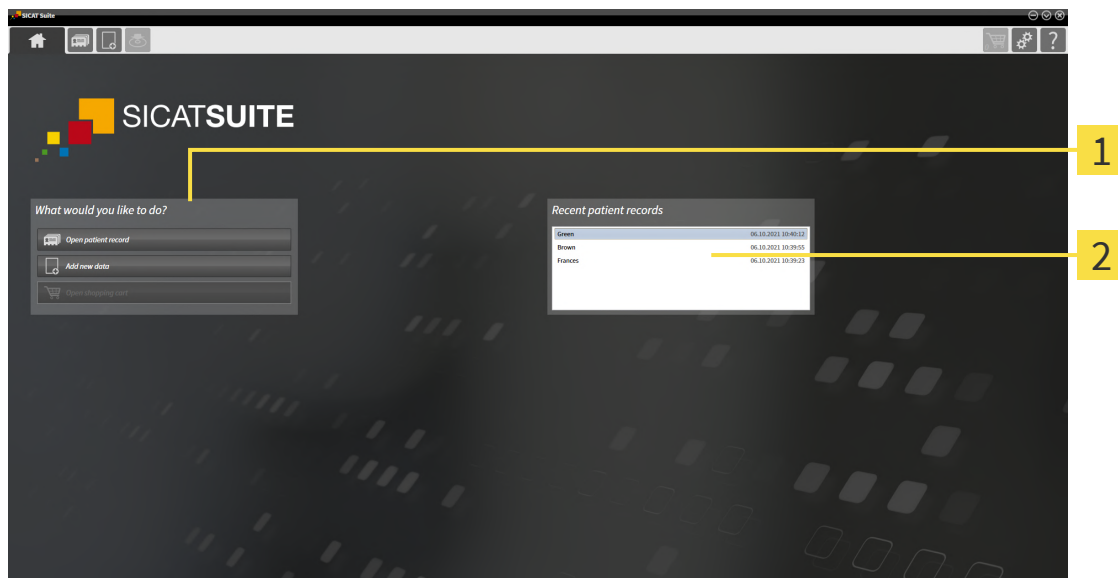 SICAT Suite
?
SICATSUITE
1
What would you like to do?
Open patient record
Add new data
Open shopping cart
Recent patient records
Green 06.10.2021 10:40:12
Brown 06.10.2021 10:39:55
Frances 06.10.2021 10:39:23
2